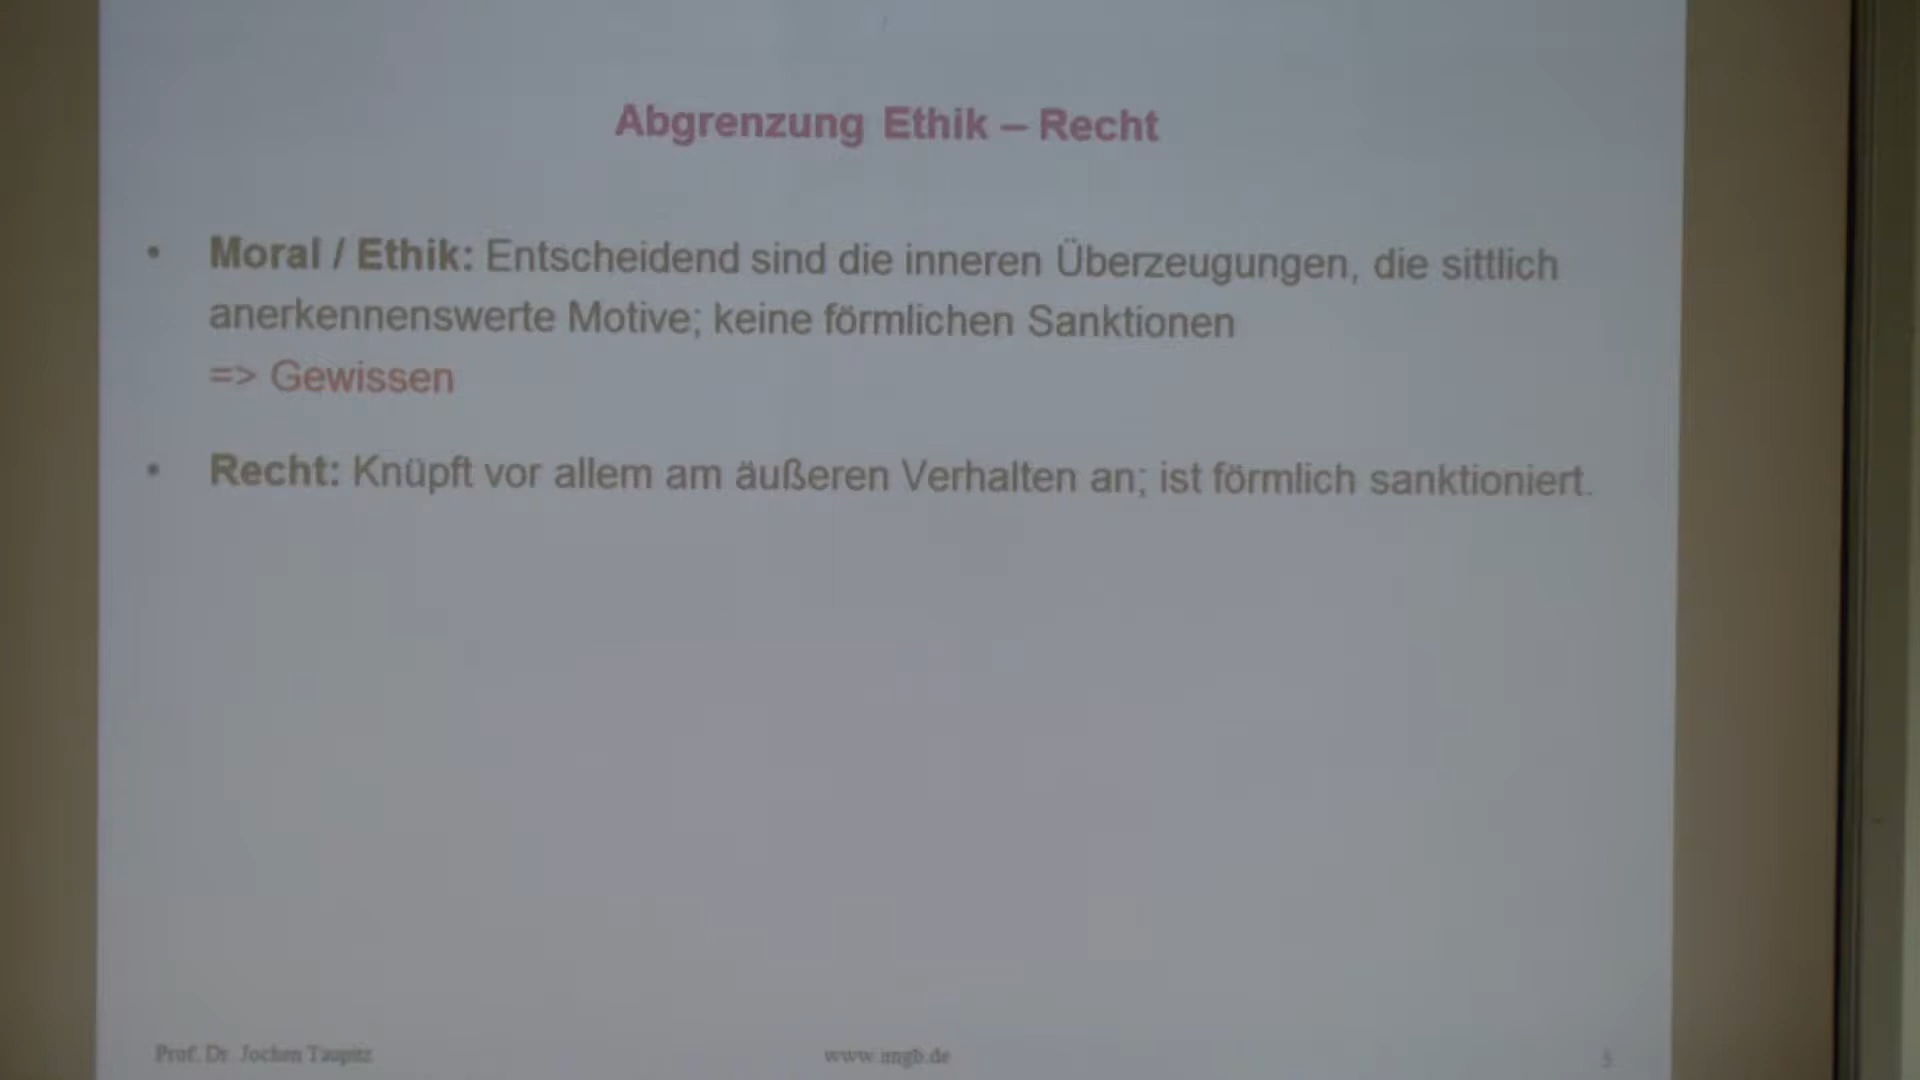 Abgrenzung Ethik – Recht
• Moral / Ethik: Entscheidend sind die inneren Überzeugungen, die sittlich
anerkennenswerte Motive; keine förmlichen Sanktionen
=> Gewissen
• Recht: Knüpft vor allem am äußeren Verhalten an; ist förmlich sanktioniert.
Prof. Dr. Jochen Taupitz
www.imgb.de